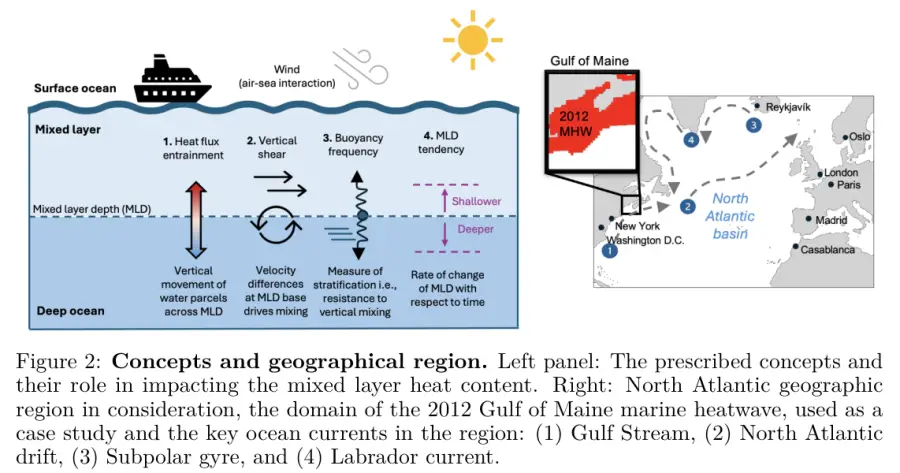 Surface ocean
Wind
(air-sea interaction)
Mixed layer
1. Heat flux
entrainment
2. Vertical
shear
3. Buoyancy
frequency
4. MLD
tendency
Shallower
Mixed layer depth (MLD)
Deeper
Vertical
movement of
water parcels
across MLD
Velocity
differences
at MLD base
drives mixing
Measure of
stratification i.e.,
resistance to
vertical mixing
Rate of change
of MLD with
respect to time
Deep ocean
Gulf of Maine
2012
MHW
Reykjavík
3
4
Oslo
London
Paris
2
North
Atlantic
basin
New York
Washington D.C.
Madrid
1
Casablanca
Figure 2: Concepts and geographical region. Left panel: The prescribed concepts and
their role in impacting the mixed layer heat content. Right: North Atlantic geographic
region in consideration, the domain of the 2012 Gulf of Maine marine heatwave, used as a
case study and the key ocean currents in the region: (1) Gulf Stream, (2) North Atlantic
drift, (3) Subpolar gyre, and (4) Labrador current.